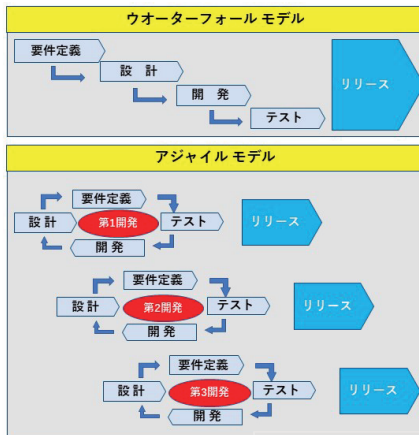 ウオーターフォール モデル
要件定義
設 計
開 発
テスト
リリース
アジャイル モデル
要件定義
設 計
第1開発
テスト
開 発
リリース
要件定義
設 計
第2開発
テスト
開 発
リリース
要件定義
設 計
第3開発
テスト
開 発
リリース